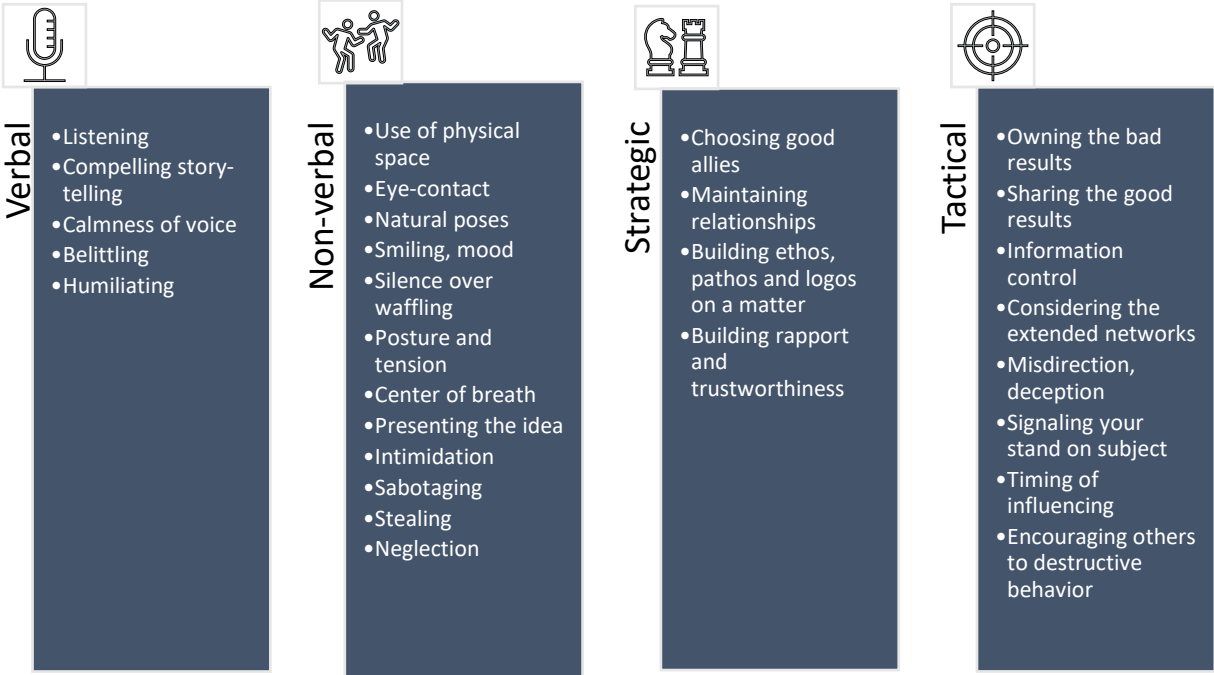 Verbal
•Listening
•Compelling story-
telling
•Calmness of voice
•Belittling
•Humiliating
Non-verbal
•Use of physical
space
•Eye-contact
•Natural poses
•Smiling, mood
•Silence over
waffling
•Posture and
tension
•Center of breath
•Presenting the idea
•Intimidation
•Sabotaging
•Stealing
•Neglection
Strategic
•Choosing good
allies
•Maintaining
relationships
•Building ethos,
pathos and logos
on a matter
•Building rapport
and
trustworthiness
Tactical
•Owning the bad
results
•Sharing the good
results
•Information
control
•Considering the
extended networks
•Misdirection,
deception
•Signaling your
stand on subject
•Timing of
influencing
•Encouraging others
to destructive
behavior